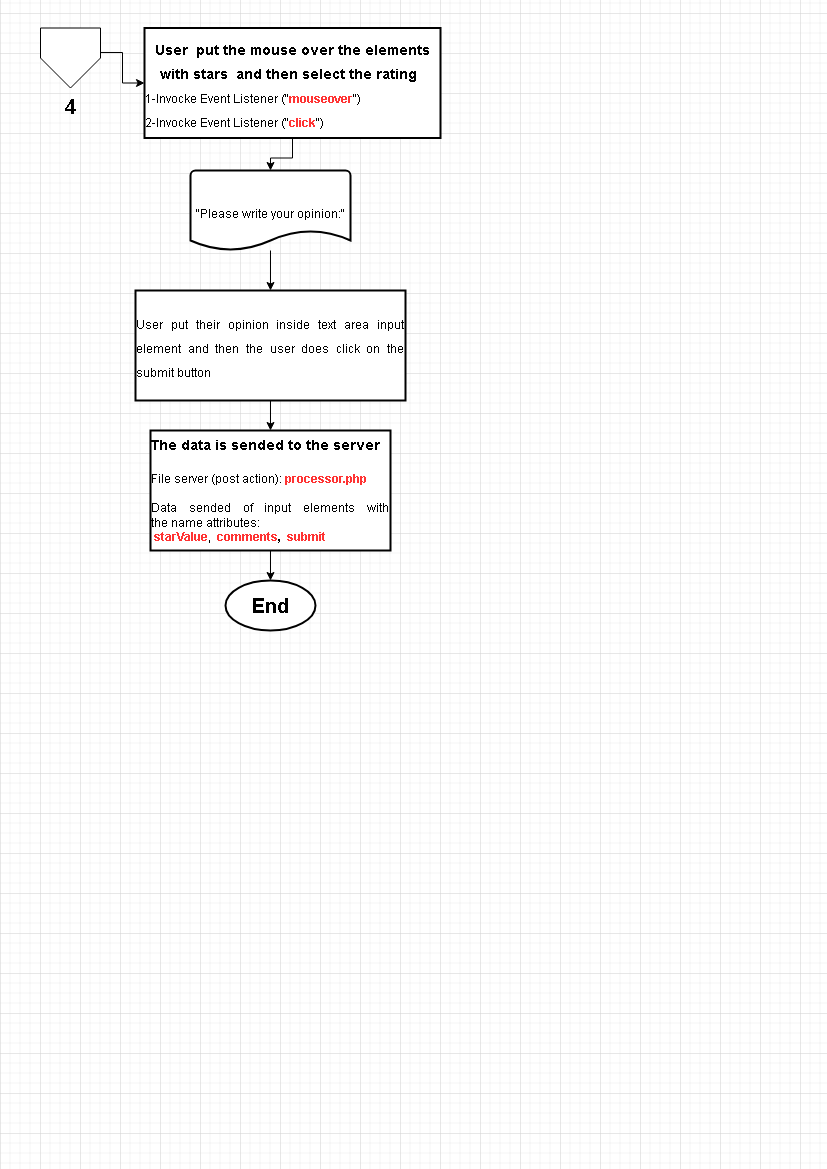 4
User put the mouse over the elements
with stars and then select the rating
1-Invocke Event Listener ("mouseover")
2-Invocke Event Listener ("click")
"Please write your opinion:"
User put their opinion inside text area input
element and then the user does click on the
submit button
The data is sended to the server
File server (post action): processor.php
Data sended of input elements with
the name attributes:
starValue, comments, submit
End